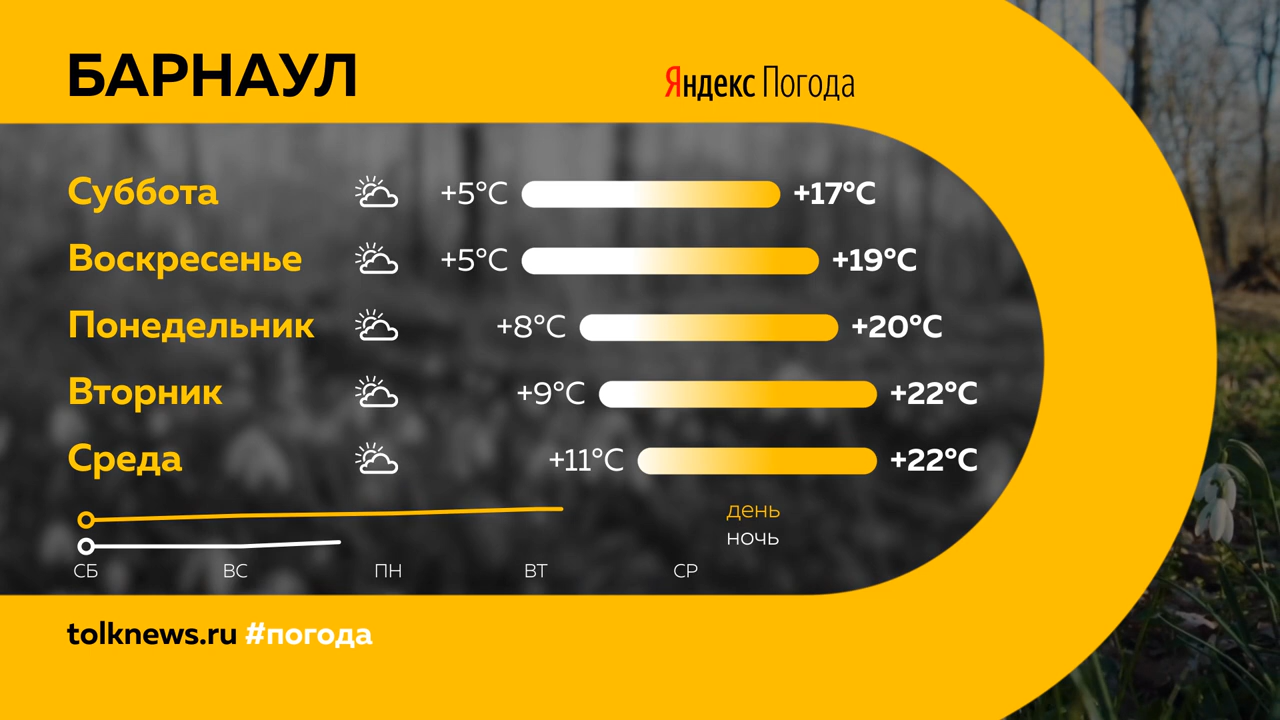 БАРНАУЛ
Яндекс Погода
Суббота +5°C +17°C
Воскресенье +5°C +19°C
Понедельник +8°C +20°C
Вторник +9°C +22°C
Среда +11°C +22°C
день
ночь
СБ ВС ПН ВТ СР
tolknews.ru #погода